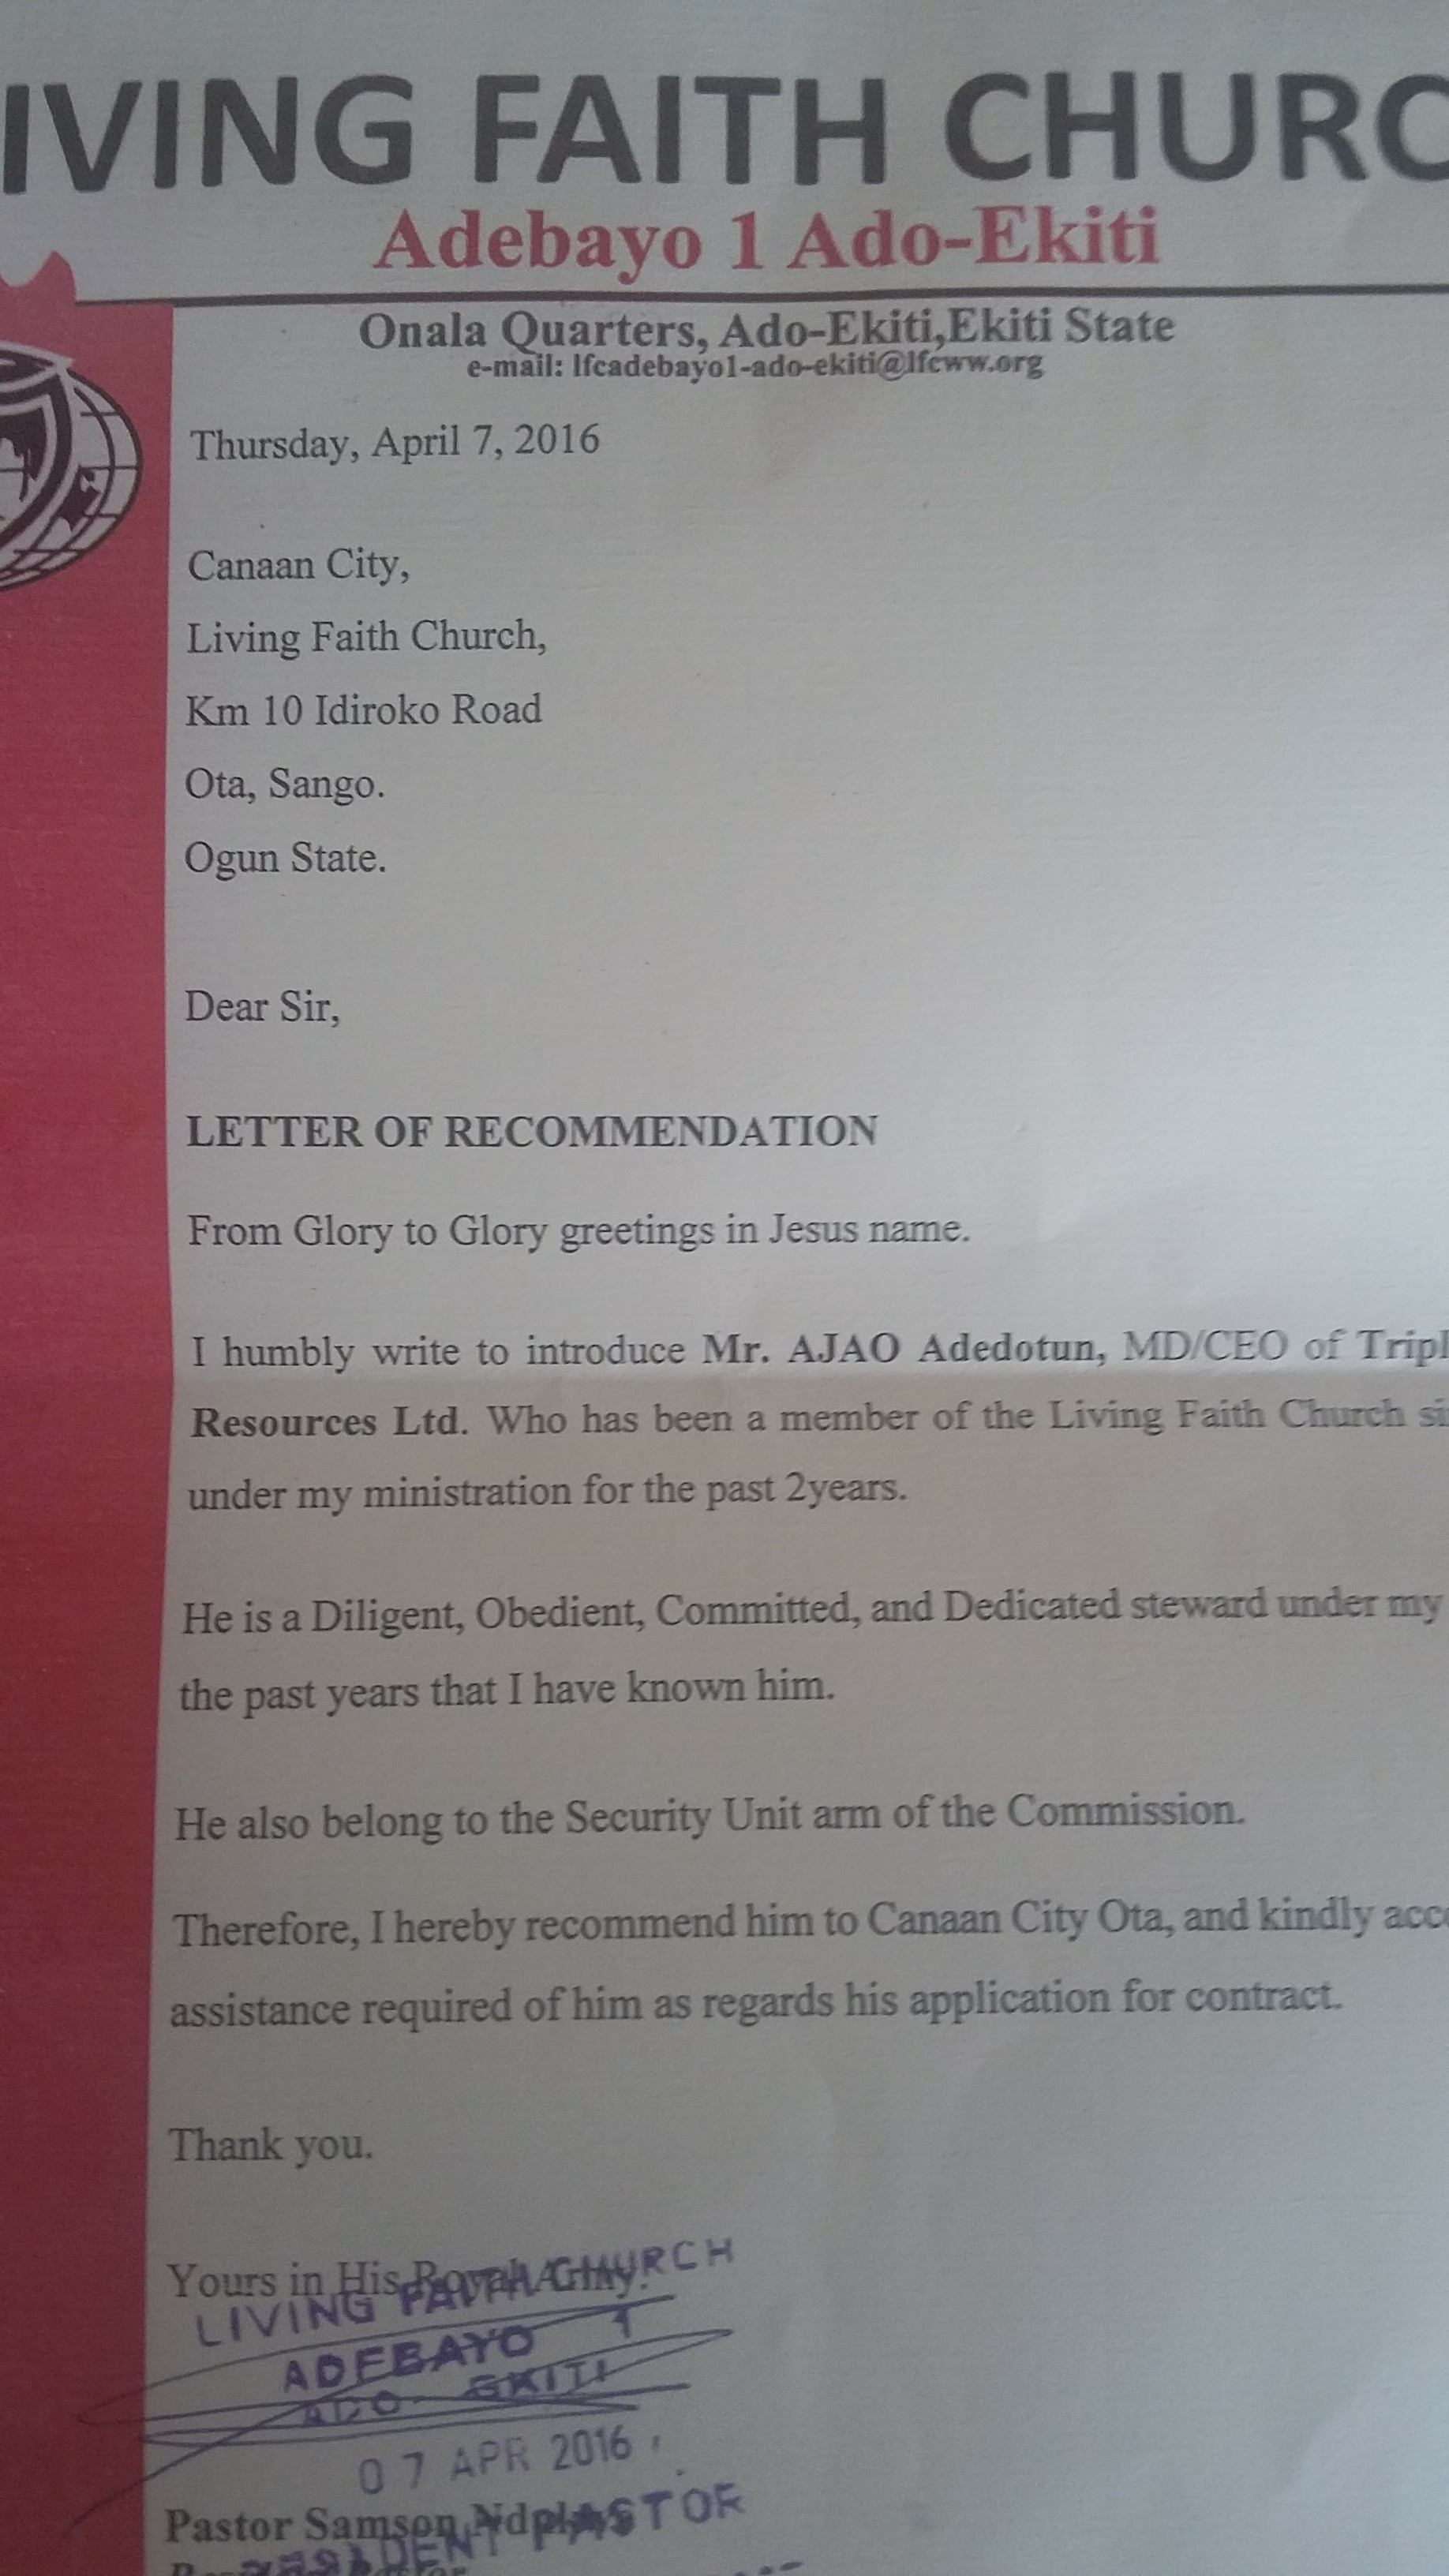 IVING FAITH CHURC
Adebayo 1 Ado-Ekiti
Onala Quarters, Ado-Ekiti,Ekiti State
e-mail: lfcadebayo1-ado-ekiti@lfcww.org
Thursday, April 7, 2016
Canaan City,
Living Faith Church,
Km 10 Idiroko Road
Ota, Sango.
Ogun State.
Dear Sir,
LETTER OF RECOMMENDATION
From Glory to Glory greetings in Jesus name.
I humbly write to introduce Mr. AJAO Adedotun, MD/CEO of Tripl
Resources Ltd. Who has been a member of the Living Faith Church si
under my ministration for the past 2years.
He is a Diligent, Obedient, Committed, and Dedicated steward under my
the past years that I have known him.
He also belong to the Security Unit arm of the Commission.
Therefore, I hereby recommend him to Canaan City Ota, and kindly acc
assistance required of him as regards his application for contract.
Thank you.
Yours in His Royal Army.
LIVING FAITH CHURCH
ADEBAYO 1
ADO- EKITI
07 APR 2016
Pastor Samson
RESIDENT PASTOR